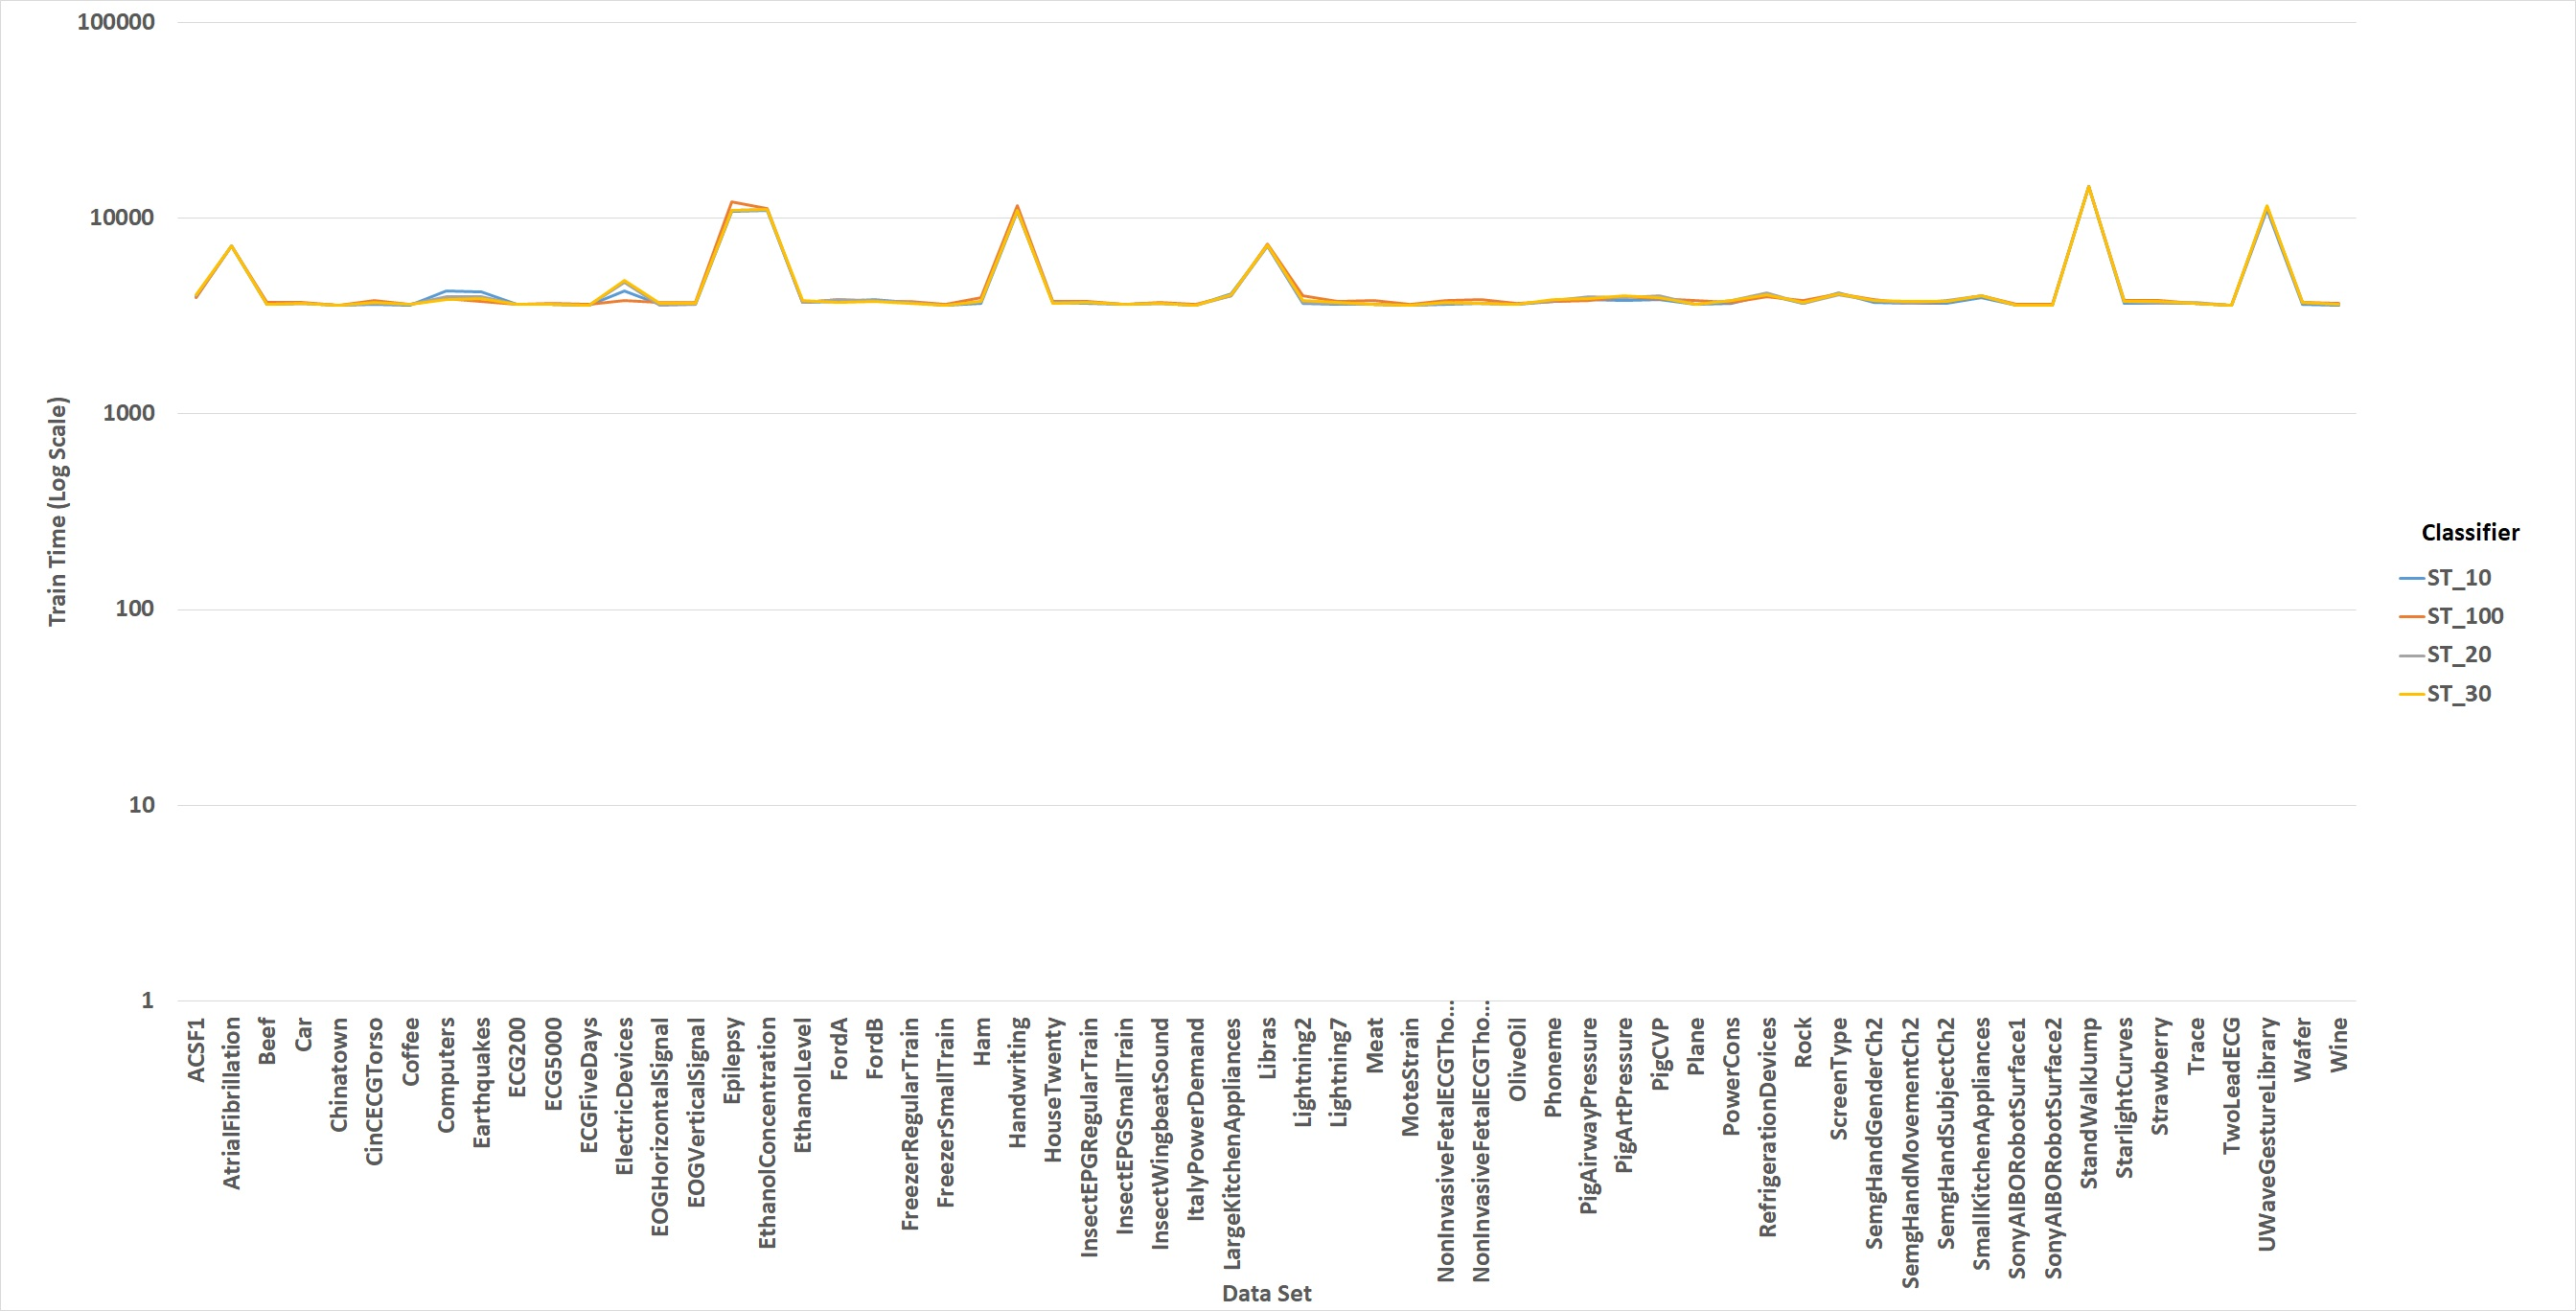 100000
10000
1000
100
10
1
Train Time (Log Scale)
ACSF1
AtrialFibrillation
Beef
Car
Chinatown
CinCECGTorso
Coffee
Computers
Earthquakes
ECG200
ECG5000
ECGFiveDays
ElectricDevices
EOGHorizontalSignal
EOGVerticalSignal
Epilepsy
EthanolConcentration
EthanolLevel
FordA
FordB
FreezerRegularTrain
FreezerSmallTrain
Ham
Handwriting
HouseTwenty
InsectEPGRegularTrain
InsectEPGSmallTrain
InsectWingbeatSound
ItalyPowerDemand
LargeKitchenAppliances
Libras
Lightning2
Lightning7
Meat
MoteStrain
NonInvasiveFetalECGTho...
NonInvasiveFetalECGTho...
OliveOil
Phoneme
PigAirwayPressure
PigArtPressure
PigCVP
Plane
PowerCons
RefrigerationDevices
Rock
ScreenType
SemgHandGenderCh2
SemgHandMovementCh2
SemgHandSubjectCh2
SmallKitchenAppliances
SonyAIBORobotSurface1
SonyAIBORobotSurface2
StandWalkJump
StarlightCurves
Strawberry
Trace
TwoLeadECG
UWaveGestureLibrary
Wafer
Wine
Data Set
Classifier
ST_10
ST_100
ST_20
ST_30